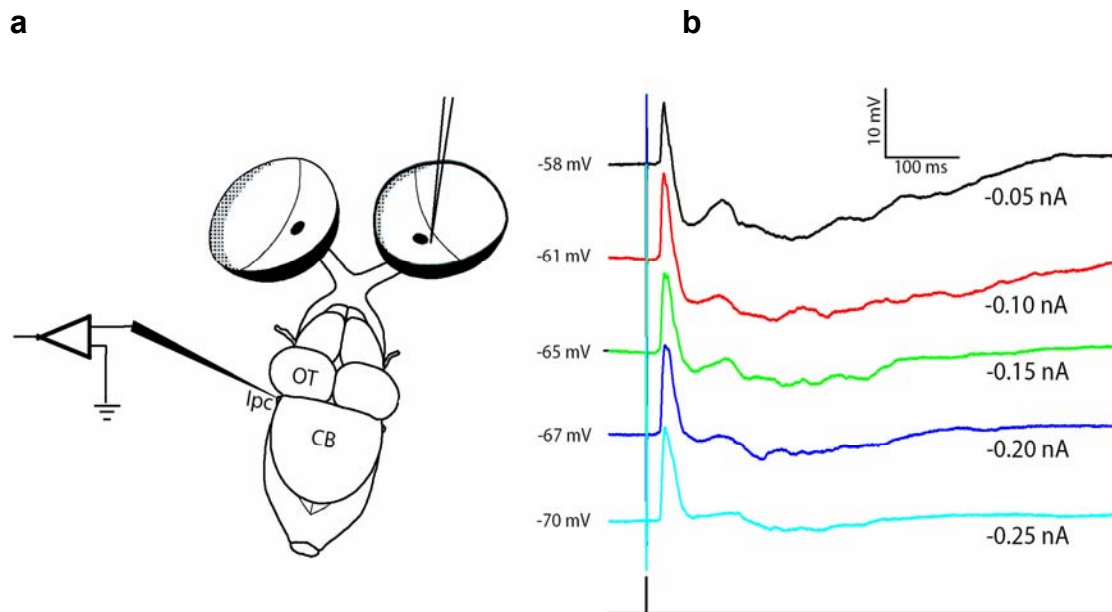 a
b
OT
Ipc
CB
10 mV
100 ms
-58 mV
-0.05 nA
-61 mV
-0.10 nA
-65 mV
-0.15 nA
-67 mV
-0.20 nA
-70 mV
-0.25 nA